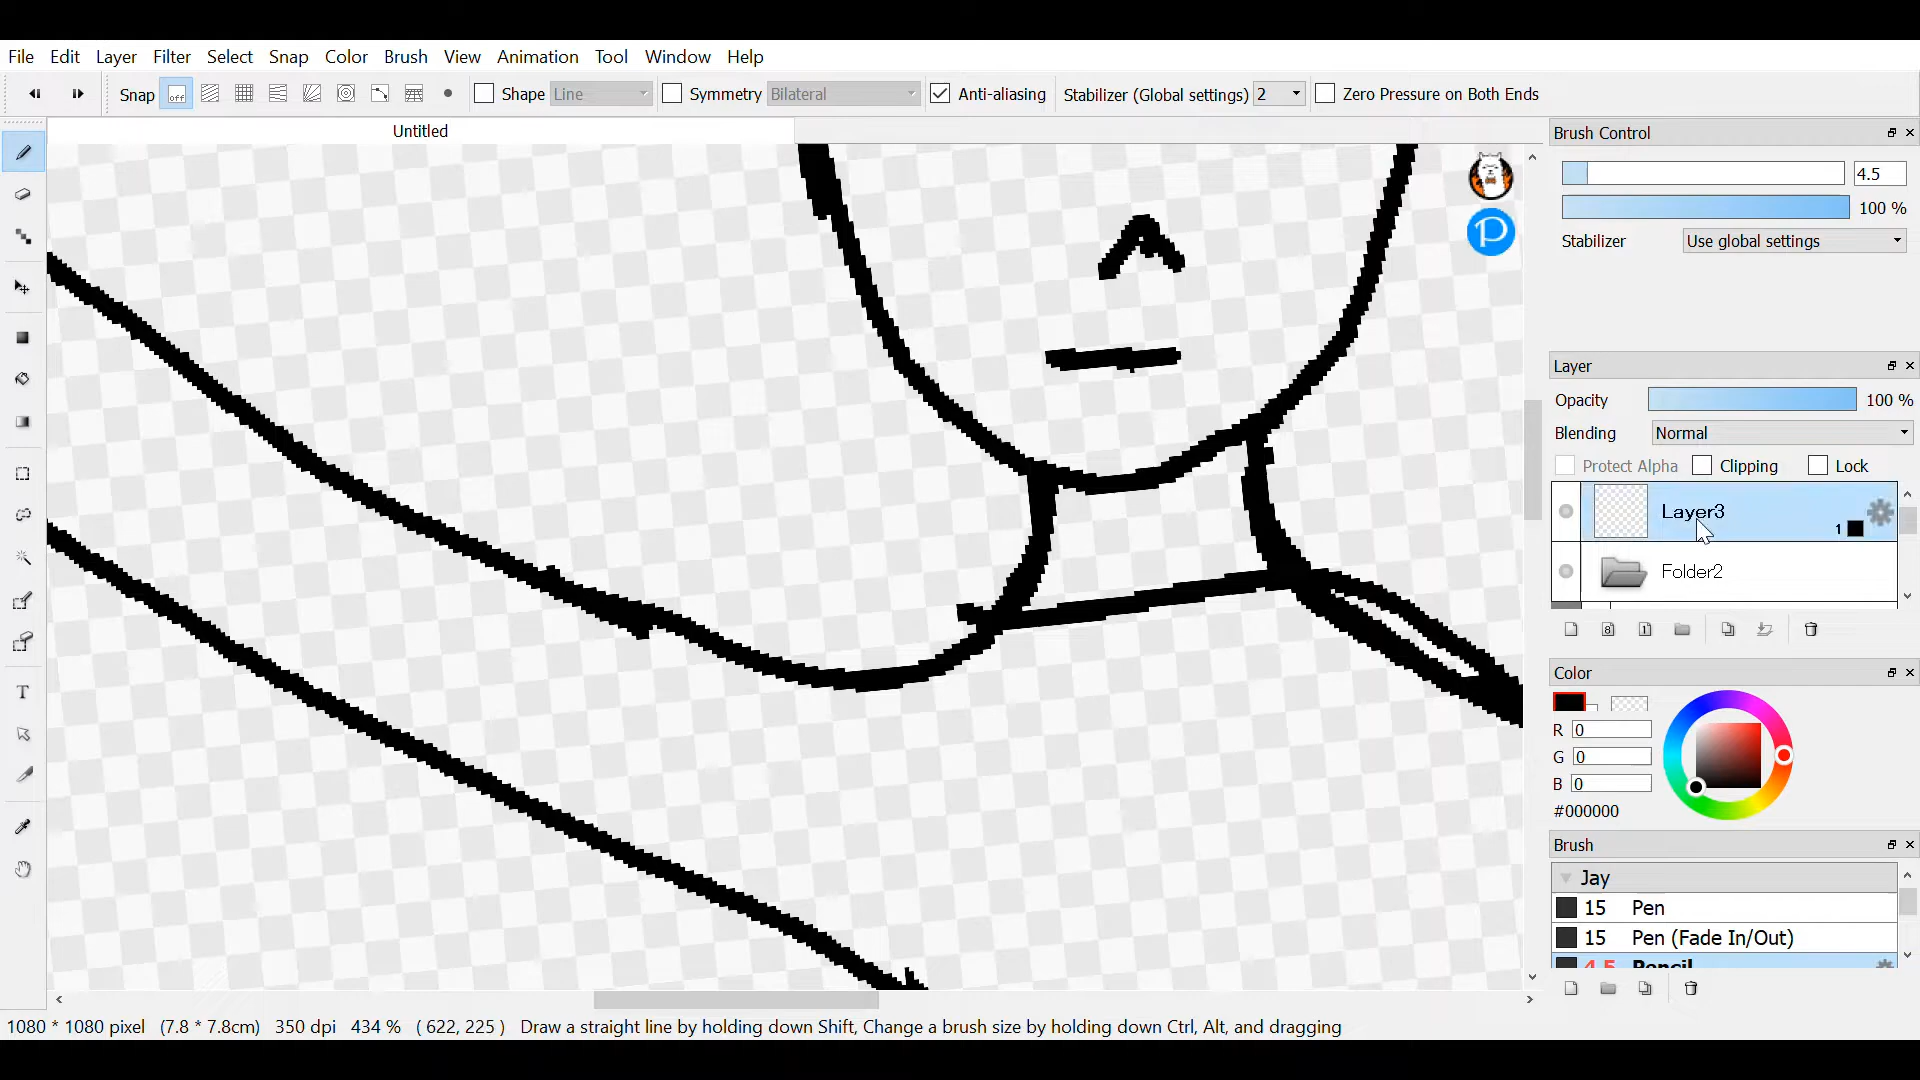 File Edit Layer Filter Select Snap Color Brush View Animation Tool Window Help
Snap off Shape Line Symmetry Bilateral Anti-aliasing Stabilizer (Global settings) 2 Zero Pressure on Both Ends
Untitled
Brush Control
4.5
100 %
Stabilizer Use global settings
Layer
Opacity 100 %
Blending Normal
Protect Alpha Clipping Lock
Layer3
1
Folder2
8 1
Color
R 0
G 0
B 0
#000000
Brush
Jay
15 Pen
15 Pen (Fade In/Out)
4.5 Pencil
T
P
1080 * 1080 pixel (7.8 * 7.8cm) 350 dpi 434 % ( 622, 225 ) Draw a straight line by holding down Shift, Change a brush size by holding down Ctrl, Alt, and dragging